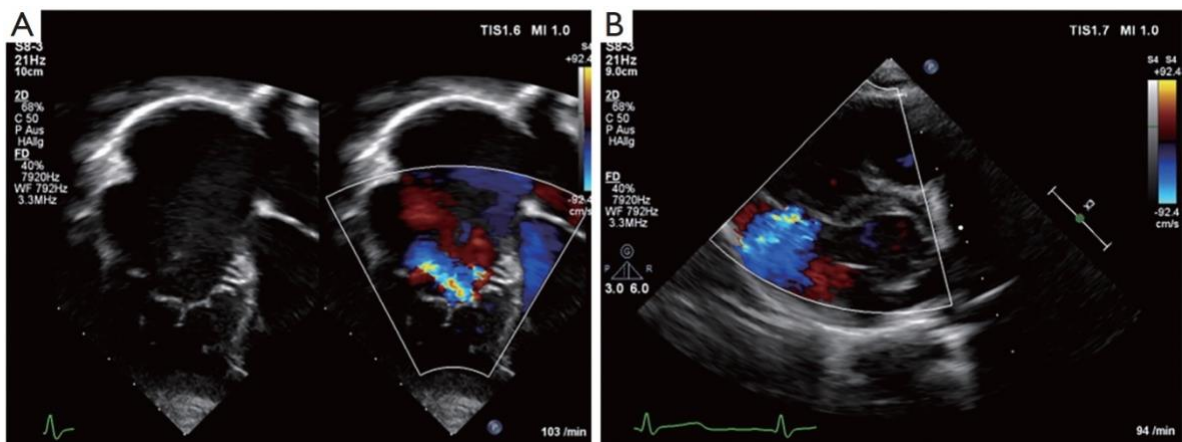 A
TIS1.6 MI 1.0
S8-3
21Hz
10cm
2D
68%
C 50
P Aus
HAllg
FD
40%
7920Hz
WF 792Hz
3.3MHz
S4
+92.4
-92.4
cm/s
P
103 /min
B
TIS1.7 MI 1.0
S8-3
21Hz
9.0cm
2D
68%
C 50
P Aus
HAllg
FD
40%
7920Hz
WF 792Hz
3.3MHz
G
P R
3.0 6.0
P
S4 S4
+92.4
-92.4
cm/s
94 /min